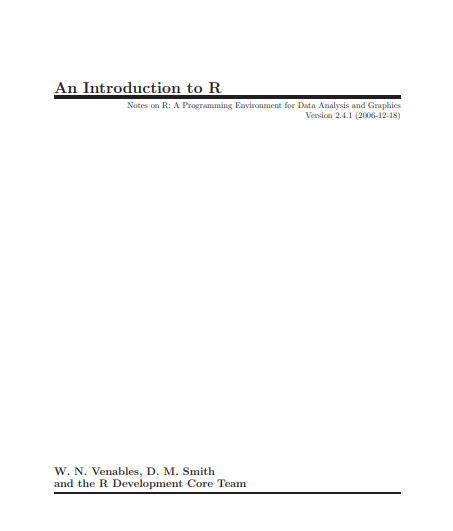 An Introduction to R
Notes on R: A Programming Environment for Data Analysis and Graphics
Version 2.4.1 (2006-12-18)
W. N. Venables, D. M. Smith
and the R Development Core Team